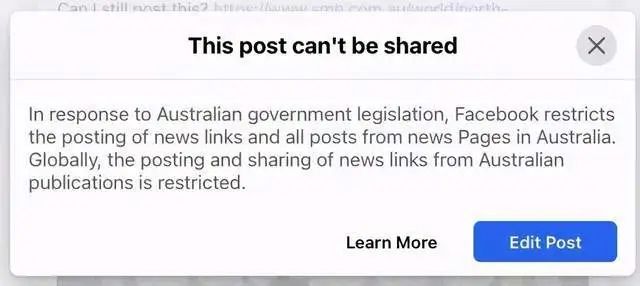 Can I still post this? https://www.smh.com.au/world/north-
This post can't be shared
In response to Australian government legislation, Facebook restricts
the posting of news links and all posts from news Pages in Australia.
Globally, the posting and sharing of news links from Australian
publications is restricted.
Learn More
Edit Post